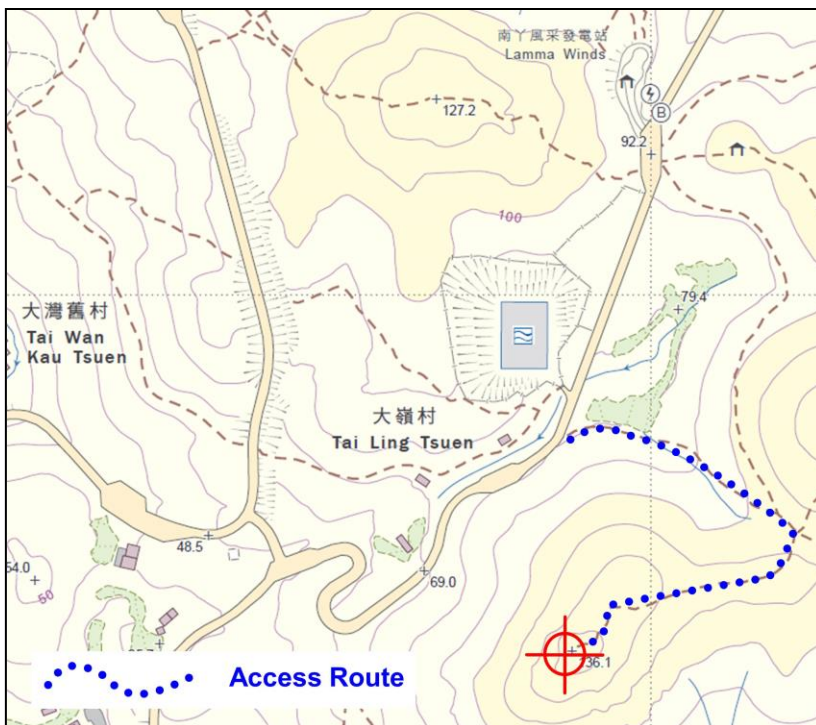 南丫風采發電站
Lamma Winds
127.2
B
92.2
100
79.4
大灣舊村
Tai Wan
Kau Tsuen
大嶺村
Tai Ling Tsuen
48.5
54.0
50
69.0
136.1
Access Route